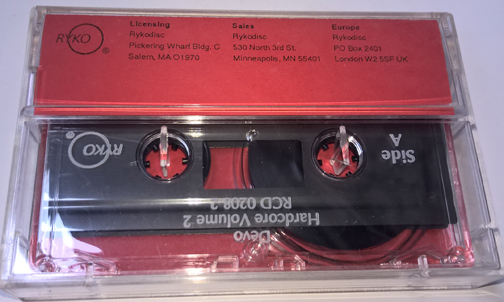 RYKO
®
Licensing
Rykodisc
Pickering Wharf Bldg. C
Salem, MA O1970
Sales
Rykodisc
530 North 3rd St.
Minneapolis, MN 55401
Europe
Rykodisc
PO Box 2401
London W2 5SF UK
RYKO
®
Side
A
Devo
Hardcore Volume 2
RCD 0208-2